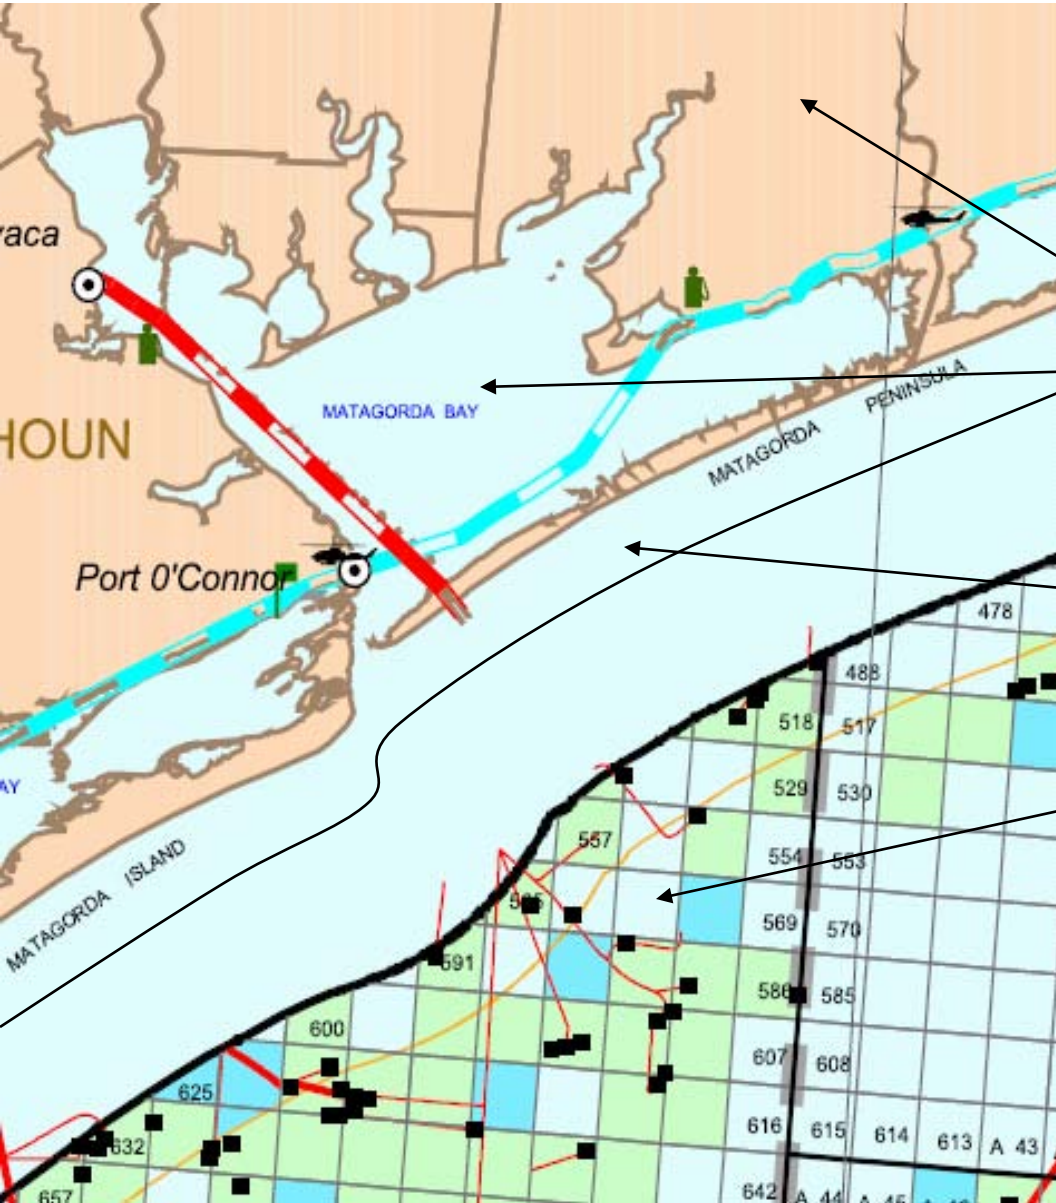 vaca
HOUN
MATAGORDA BAY
PENINSULA
MATAGORDA
Port 0'Connor
AY
MATAGORDA ISLAND
478
488
518 517
529 530
557
554 553
569 570
591
586 585
600
607 608
625
616 615 614 613 A 43
632
657
642 A 44 A 45